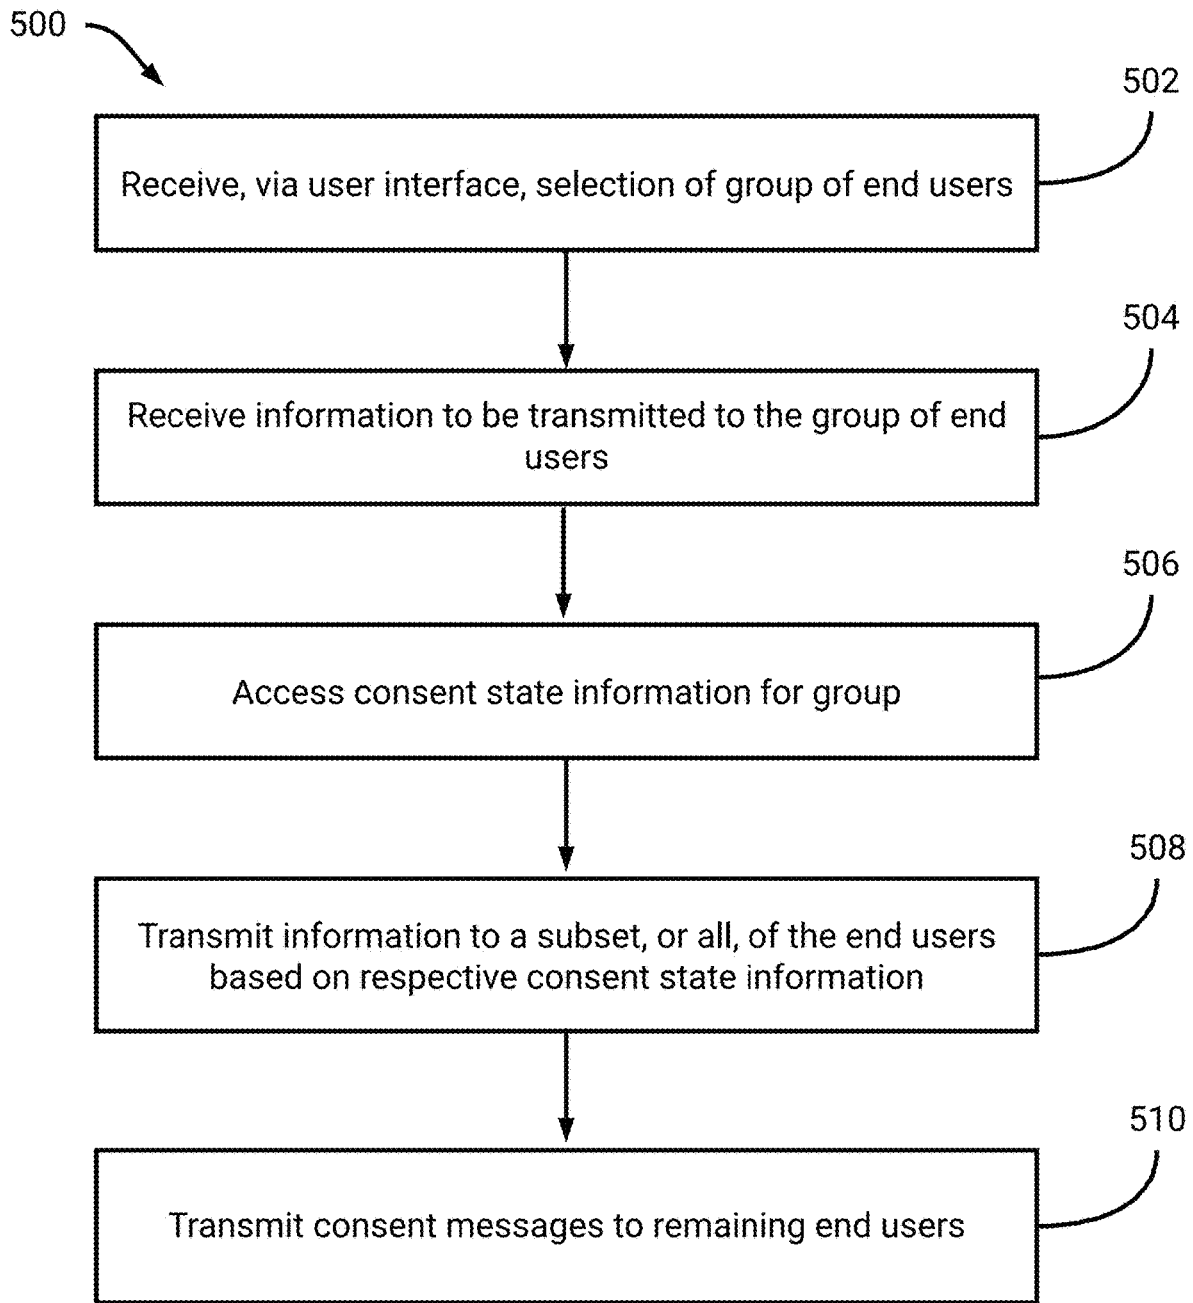 500
502
Receive, via user interface, selection of group of end users
504
Receive information to be transmitted to the group of end
users
506
Access consent state information for group
508
Transmit information to a subset, or all, of the end users
based on respective consent state information
510
Transmit consent messages to remaining end users